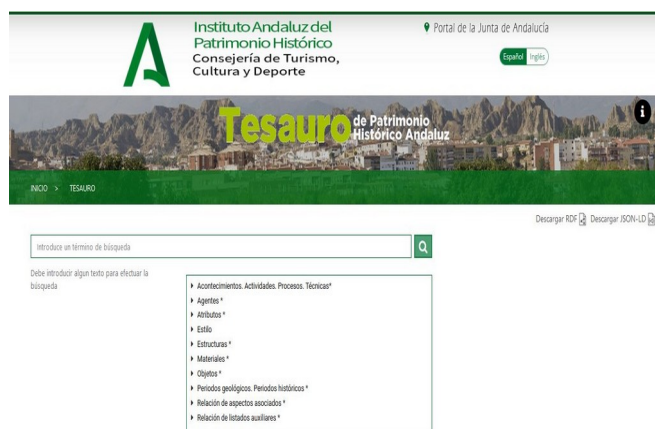 Instituto Andaluz del
Patrimonio Histórico
Consejería de Turismo,
Cultura y Deporte
Portal de la Junta de Andalucía
Español Inglés
Tesauro de Patrimonio
Histórico Andaluz
i
INICIO > TESAURO
Descargar RDF Descargar JSON-LD
Introduce un término de búsqueda
Debe introducir algun texto para efectuar la
búsqueda
Acontecimientos. Actividades. Procesos. Técnicas*
Agentes *
Atributos *
Estilo
Estructuras *
Materiales *
Objetos *
Periodos geológicos. Periodos históricos *
Relación de aspectos asociados *
Relación de listados auxiliares *